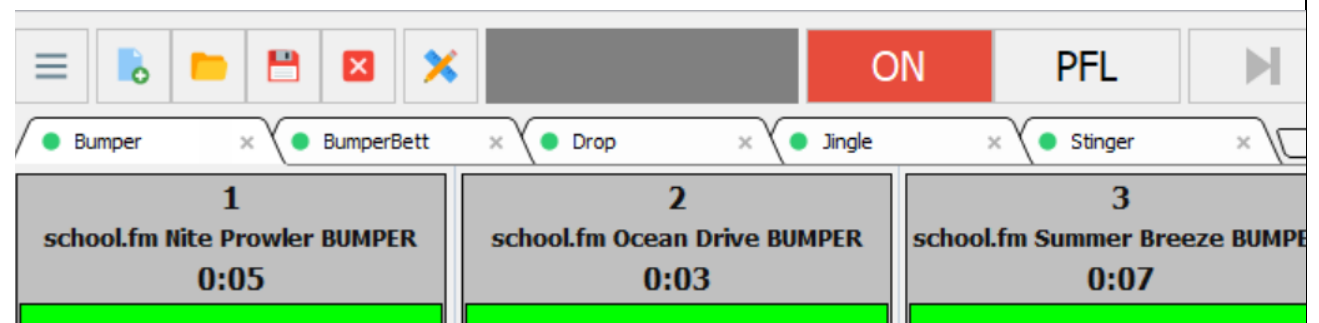 ON PFL
Bumper BumperBett Drop Jingle Stinger
1 2 3
school.fm Nite Prowler BUMPER school.fm Ocean Drive BUMPER school.fm Summer Breeze BUMPE
0:05 0:03 0:07